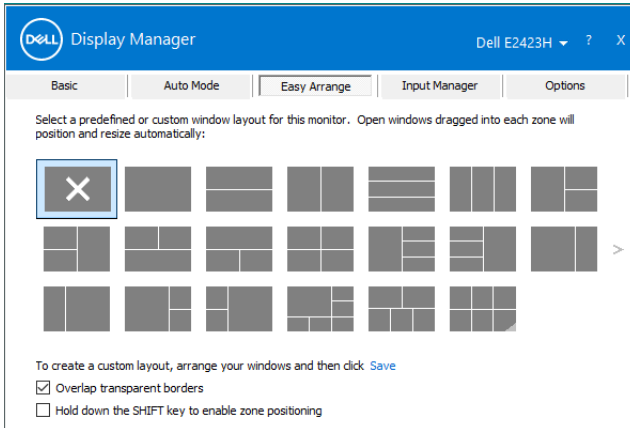 DELL Display Manager
Dell E2423H ? X
Basic Auto Mode Easy Arrange Input Manager Options
Select a predefined or custom window layout for this monitor. Open windows dragged into each zone will
position and resize automatically:
>
To create a custom layout, arrange your windows and then click Save
Overlap transparent borders
Hold down the SHIFT key to enable zone positioning